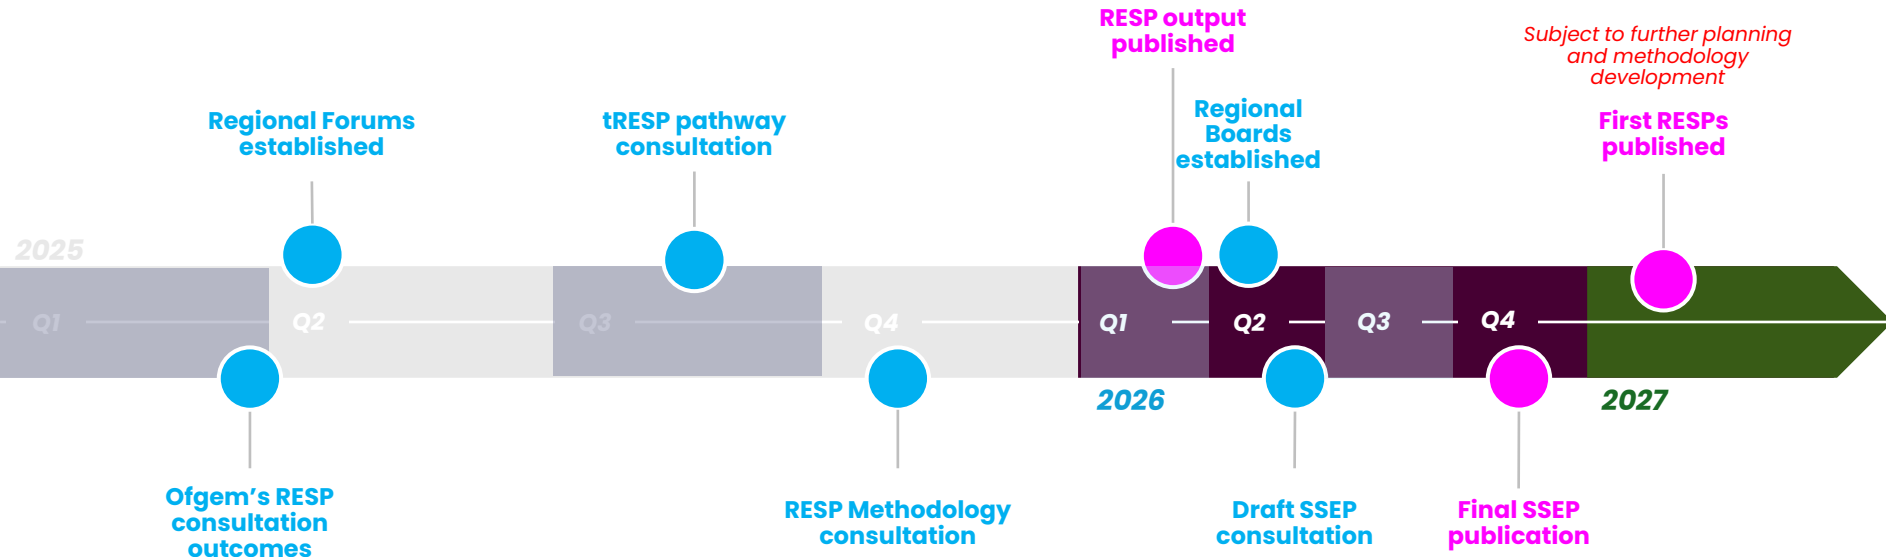 RESP output
published
Subject to further planning
and methodology
development
Regional Forums
established
tRESP pathway
consultation
Regional
Boards
established
First RESPs
published
2025
Q1
Q2
Q3
Q4
Q1
Q2
Q3
Q4
2026
2027
Ofgem’s RESP
consultation
outcomes
RESP Methodology
consultation
Draft SSEP
consultation
Final SSEP
publication